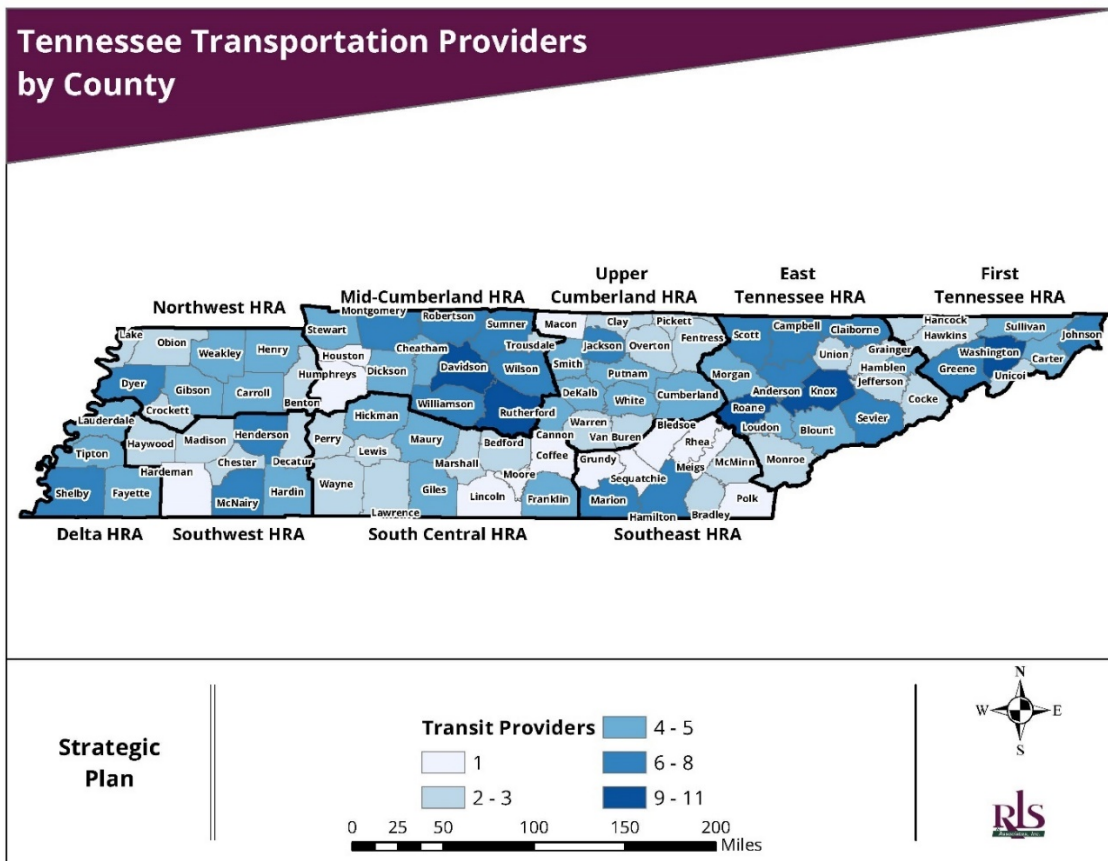 Tennessee Transportation Providers
by County
Upper
East
First
Northwest HRA
Mid-Cumberland HRA
Cumberland HRA
Tennessee HRA
Tennessee HRA
Lake
Obion
Weakley
Henry
Dyer
Gibson
Carroll
Benton
Crockett
Stewart
Montgomery
Robertson
Sumner
Trousdale
Houston
Humphreys
Dickson
Cheatham
Davidson
Wilson
Williamson
Rutherford
Macon
Clay
Pickett
Jackson
Overton
Fentress
Smith
Putnam
DeKalb
White
Cumberland
Warren
Van Buren
Cannon
Scott
Campbell
Claiborne
Union
Grainger
Hamblen
Jefferson
Morgan
Anderson
Knox
Cocke
Roane
Loudon
Blount
Sevier
Monroe
Hancock
Hawkins
Sullivan
Johnson
Washington
Carter
Greene
Unicoi
Lauderdale
Tipton
Shelby
Fayette
Haywood
Madison
Henderson
Decatur
Chester
Hardeman
McNairy
Hardin
Hickman
Perry
Lewis
Maury
Marshall
Bedford
Coffee
Moore
Wayne
Lawrence
Giles
Lincoln
Franklin
Bledsoe
Rhea
Grundy
Sequatchie
Meigs
McMinn
Marion
Hamilton
Bradley
Polk
Delta HRA
Southwest HRA
South Central HRA
Southeast HRA
Strategic
Plan
Transit Providers
1
2 - 3
4 - 5
6 - 8
9 - 11
0 25 50 100 150 200
Miles
N
W E
S
RLS
& Associates, Inc.